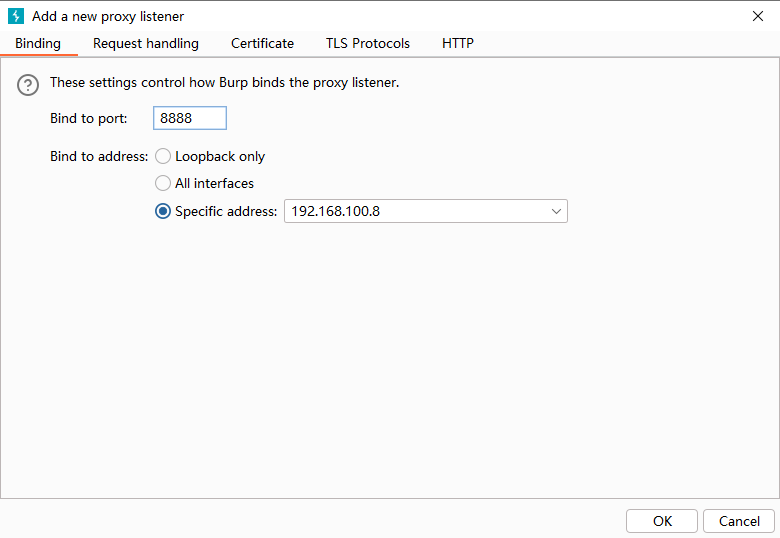 Add a new proxy listener
Binding Request handling Certificate TLS Protocols HTTP
These settings control how Burp binds the proxy listener.
Bind to port: 8888
Bind to address: Loopback only
All interfaces
Specific address: 192.168.100.8
OK Cancel